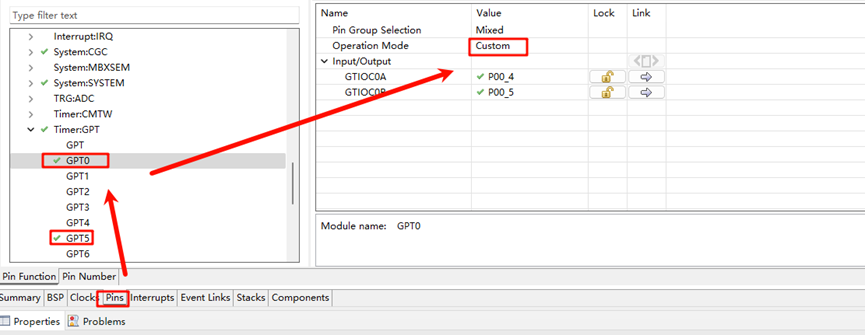 Type filter text
Interrupt:IRQ
System:CGC
System:MBXSEM
System:SYSTEM
TRG:ADC
Timer:CMTW
Timer:GPT
GPT
GPT0
GPT1
GPT2
GPT3
GPT4
GPT5
GPT6
Name Value Lock Link
Pin Group Selection Mixed
Operation Mode Custom
Input/Output
GTIOC0A P00_4
GTIOC0B P00_5
Module name: GPT0
Pin Function Pin Number
Summary BSP Clocks Pins Interrupts Event Links Stacks Components
Properties Problems